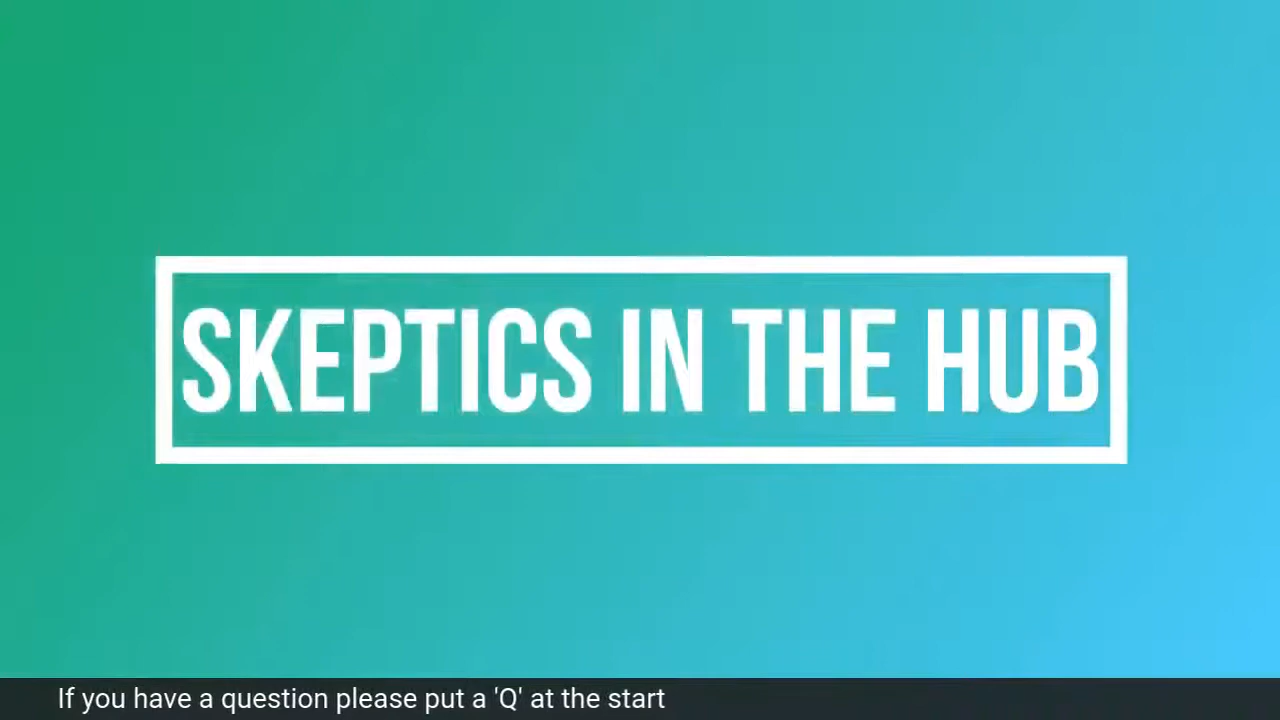 SKEPTICS IN THE HUB
If you have a question please put a 'Q' at the start